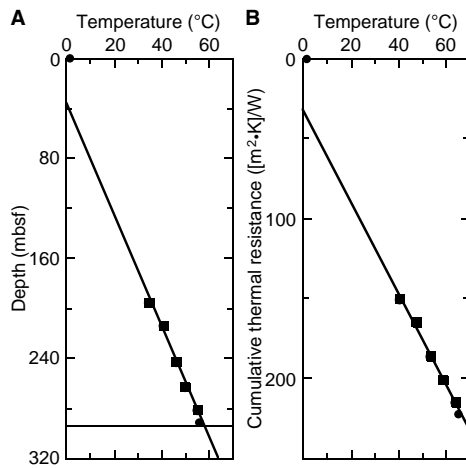 A
Temperature (°C)
0 20 40 60
0
80
160
240
320
Depth (mbsf)
B
Temperature (°C)
0 20 40 60
0
100
200
Cumulative thermal resistance ([m²•K]/W)